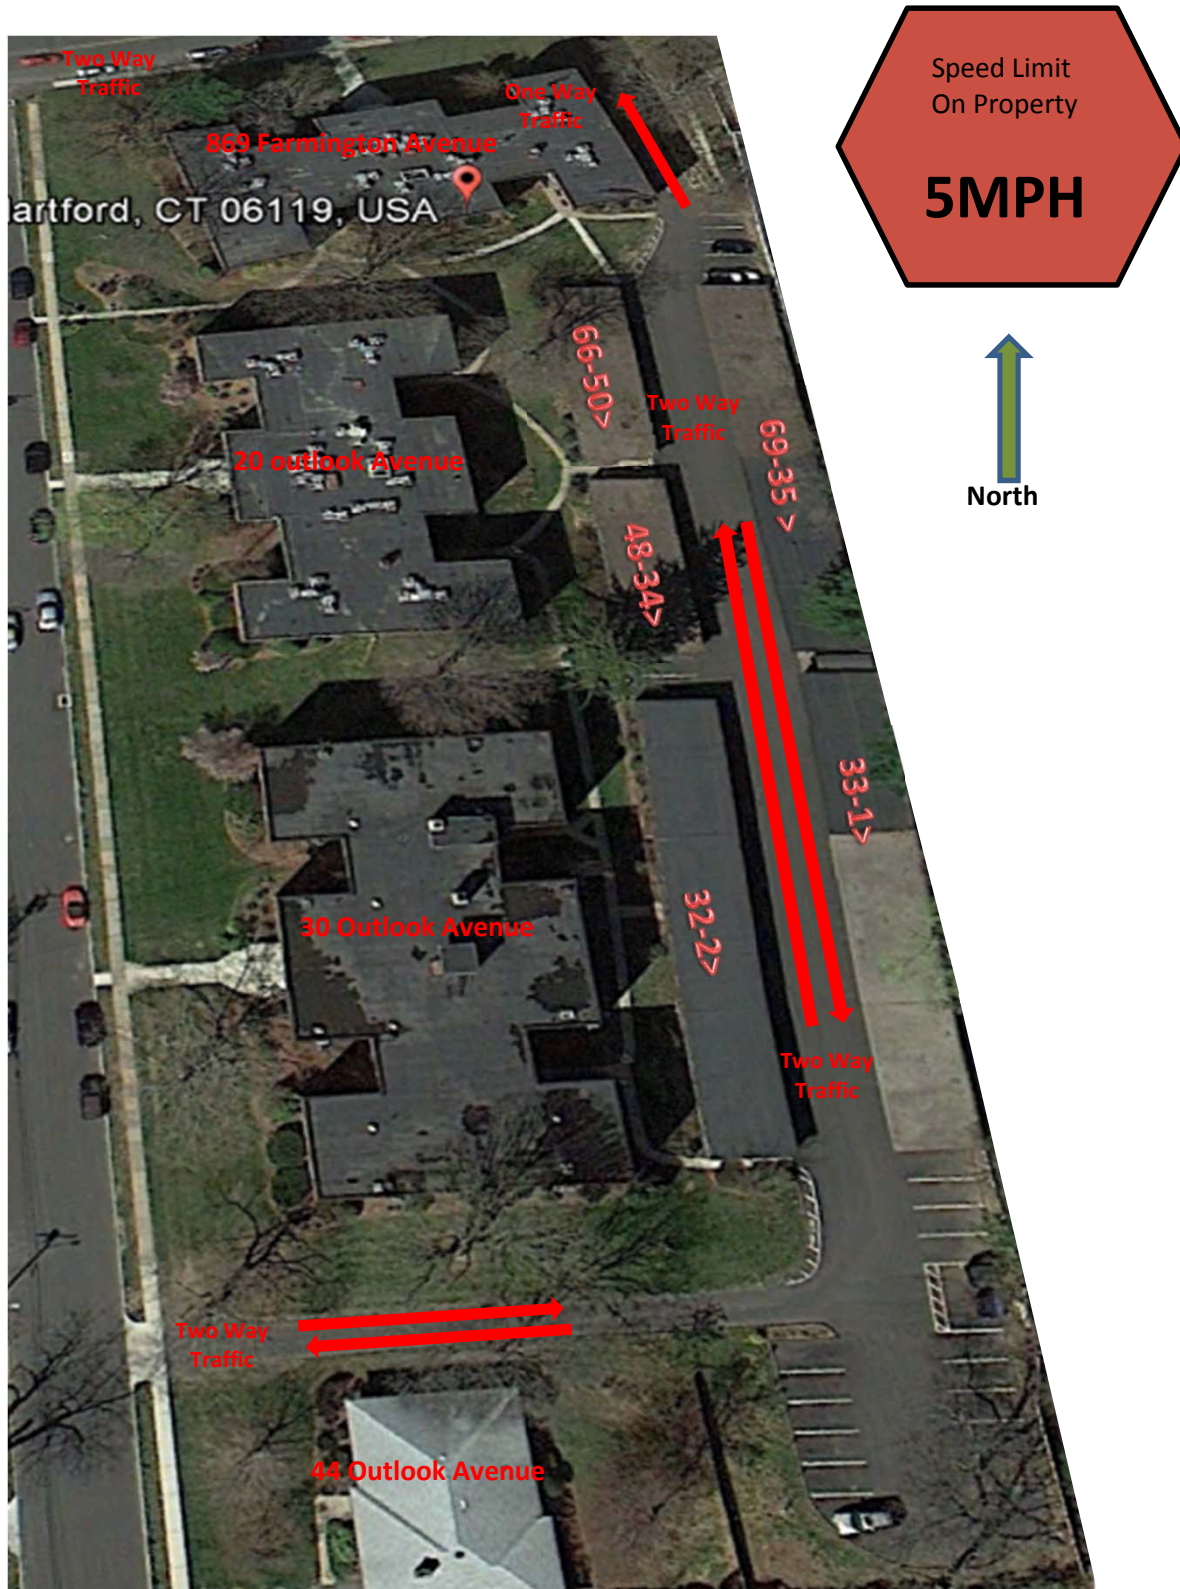 Two Way
Traffic
One Way
Traffic
869 Farmington Avenue
lartford, CT 06119, USA
Speed Limit
On Property
5MPH
North
66-50>
Two Way
Traffic
69-35 >
20 outlook Avenue
48-34>
33-1>
30 Outlook Avenue
32-2>
Two Way
Traffic
Two Way
Traffic
44 Outlook Avenue